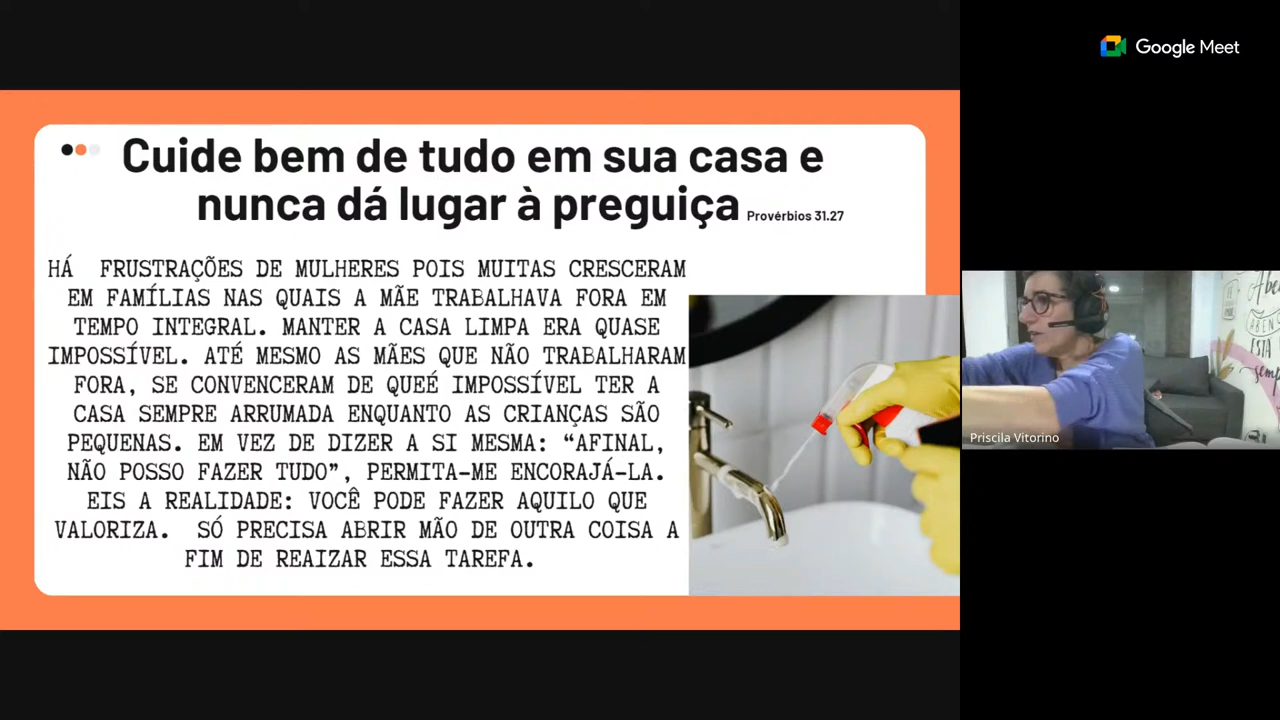 Google Meet
Cuide bem de tudo em sua casa e
nunca dá lugar à preguiça Provérbios 31.27
HÁ FRUSTRAÇÕES DE MULHERES POIS MUITAS CRESCERAM
EM FAMÍLIAS NAS QUAIS A MÃE TRABALHAVA FORA EM
TEMPO INTEGRAL. MANTER A CASA LIMPA ERA QUASE
IMPOSSÍVEL. ATÉ MESMO AS MÃES QUE NÃO TRABALHARAM
FORA, SE CONVENCERAM DE QUEÉ IMPOSSÍVEL TER A
CASA SEMPRE ARRUMADA ENQUANTO AS CRIANÇAS SÃO
PEQUENAS. EM VEZ DE DIZER A SI MESMA: “AFINAL,
NÃO POSSO FAZER TUDO”, PERMITA-ME ENCORAJÁ-LA.
EIS A REALIDADE: VOCÊ PODE FAZER AQUILO QUE
VALORIZA. SÓ PRECISA ABRIR MÃO DE OUTRA COISA A
FIM DE REAIZAR ESSA TAREFA.
Priscila Vitorino